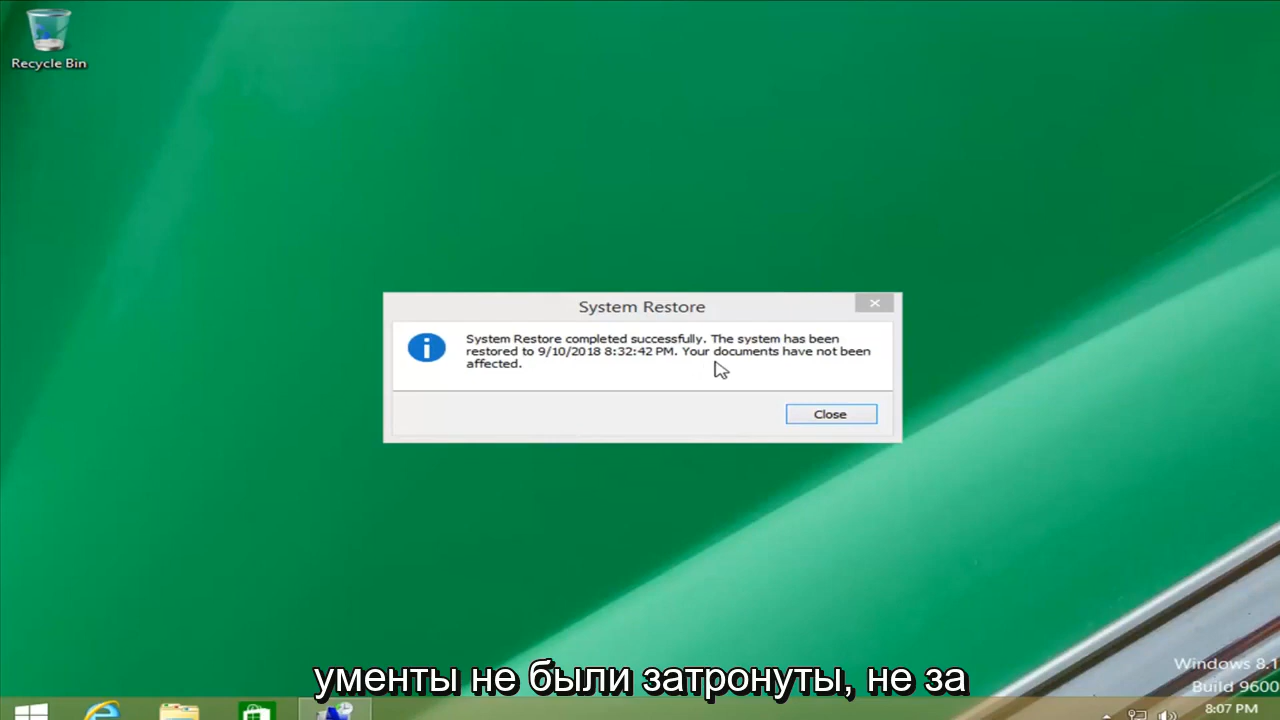 Recycle Bin
System Restore
System Restore completed successfully. The system has been
restored to 9/10/2018 8:32:42 PM. Your documents have not been
affected.
Close
Windows 8.1
Build 9600
ументы не были затронуты, не за
8:07 PM